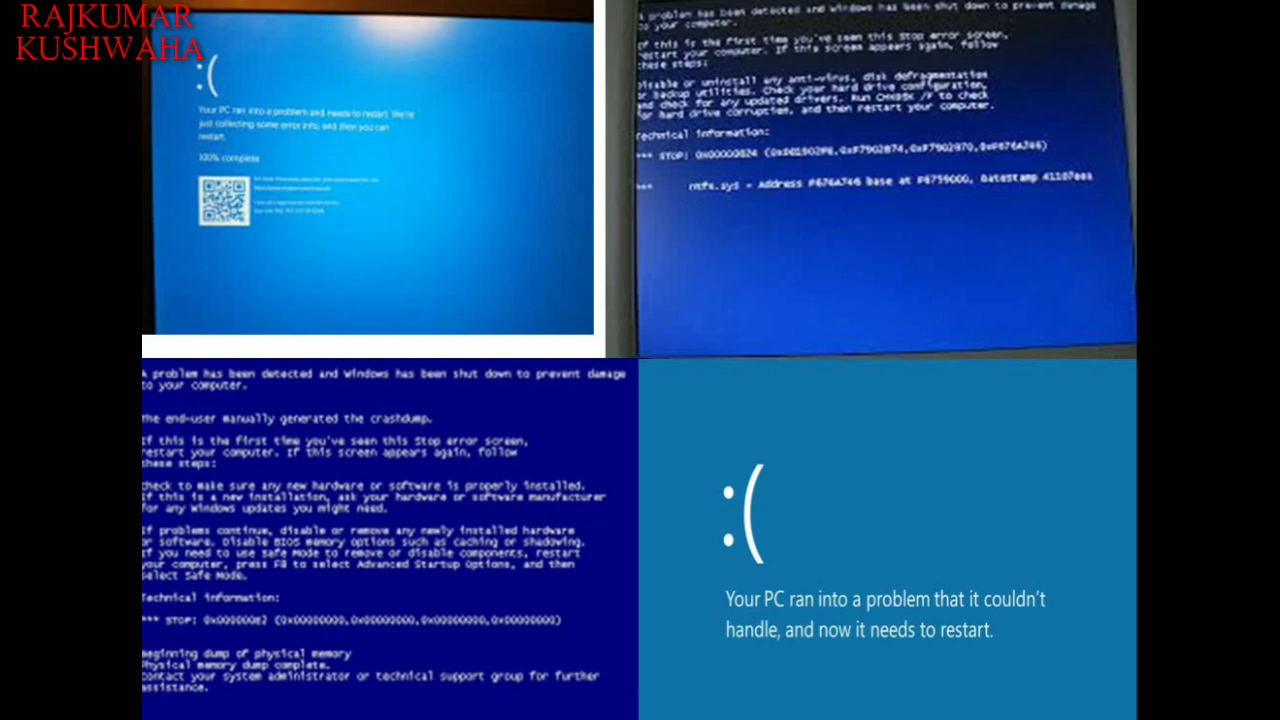 RAJKUMAR
KUSHWAHA
:(
Your PC ran into a problem and needs to restart. We're
just collecting some error info, and then you can
restart.
100% complete
A problem has been detected and windows has been shut down to prevent damage
to your computer.
If this is the first time you've seen this Stop error screen,
restart your computer. If this screen appears again, follow
these steps:
Disable or uninstall any anti-virus, disk defragmentation
or backup utilities. Check your hard drive configuration,
and check for any updated drivers. Run CHKDSK /F to check
for hard drive corruption, and then restart your computer.
Technical information:
*** STOP: 0x00000024
*** ntfs.sys - Address F676A746 base at F6739000, DateStamp
A problem has been detected and windows has been shut down to prevent damage
to your computer.
The end-user manually generated the crashdump.
If this is the first time you've seen this Stop error screen,
restart your computer. If this screen appears again, follow
these steps:
Check to make sure any new hardware or software is properly installed.
If this is a new installation, ask your hardware or software manufacturer
for any Windows updates you might need.
If problems continue, disable or remove any newly installed hardware
or software. Disable BIOS memory options such as caching or shadowing.
If you need to use Safe Mode to remove or disable components, restart
your computer, press F8 to select Advanced Startup Options, and then
select Safe Mode.
Technical information:
*** STOP: 0x000000E2 (0x00000000,0x00000000,0x00000000,0x00000000)
Beginning dump of physical memory
Physical memory dump complete.
Contact your system administrator or technical support group for further
assistance.
:(
Your PC ran into a problem that it couldn't
handle, and now it needs to restart.